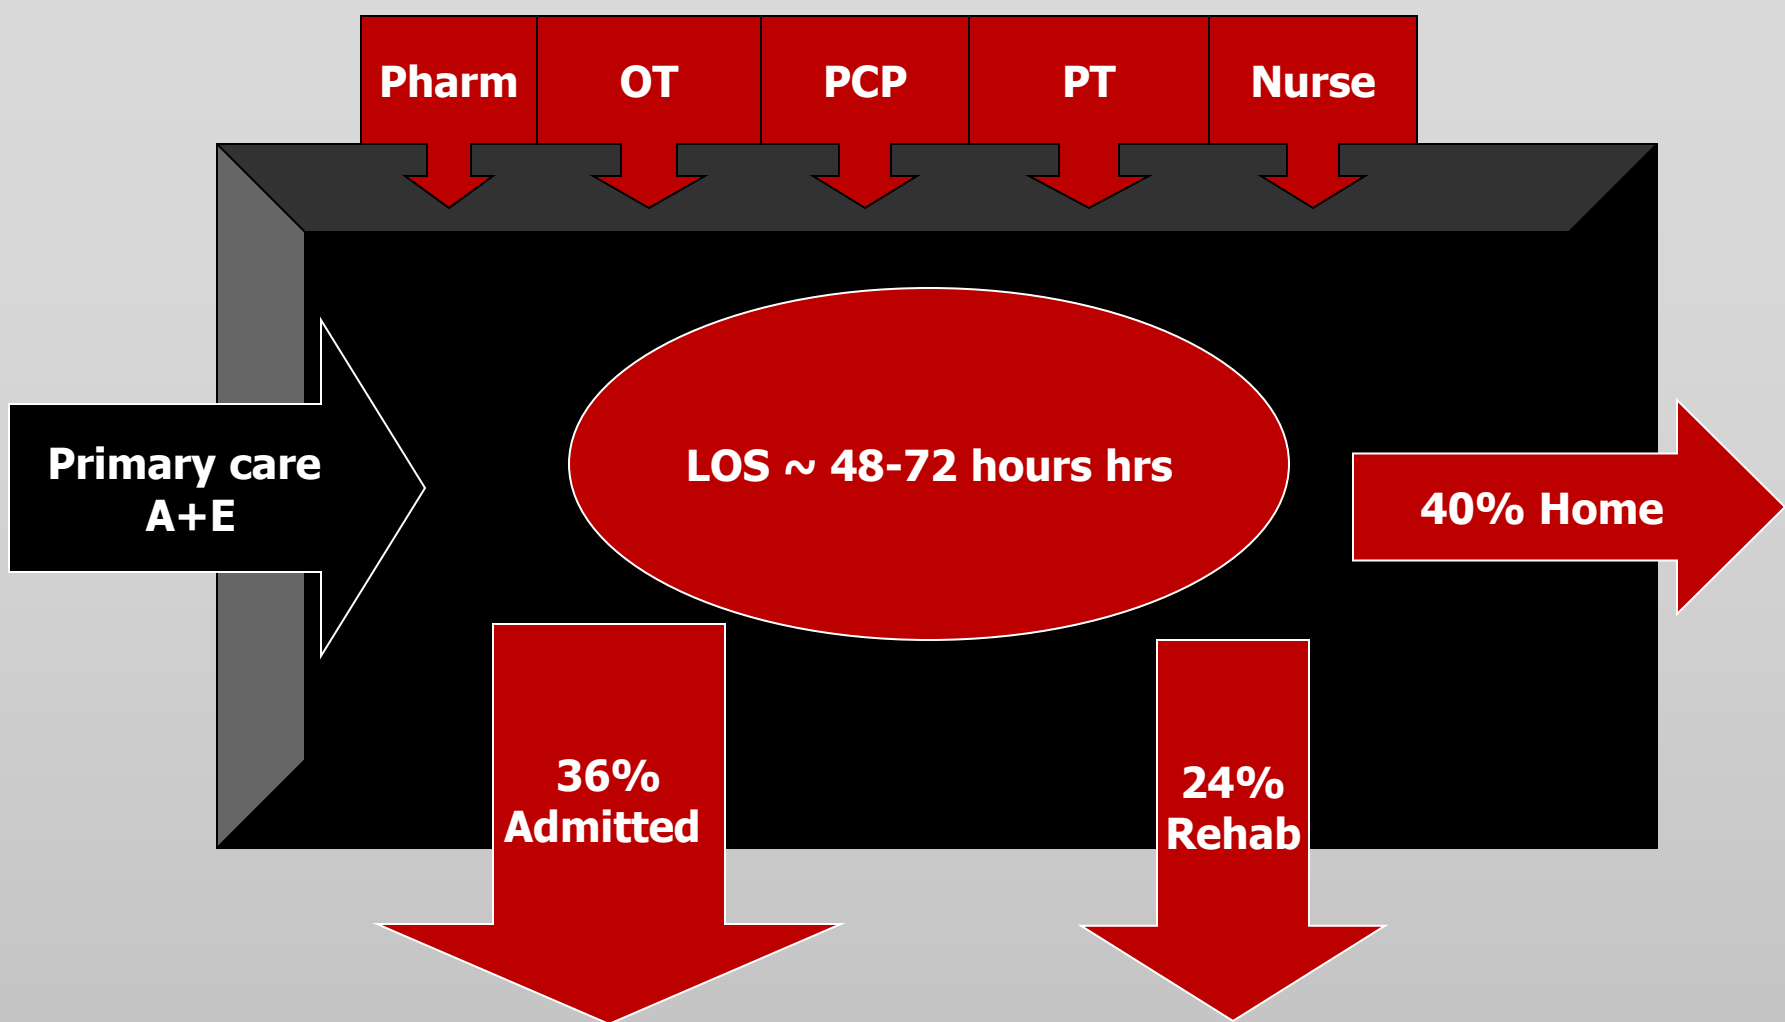 Pharm
OT
PCP
PT
Nurse
Primary care
A+E
LOS ~ 48-72 hours hrs
40% Home
36%
Admitted
24%
Rehab